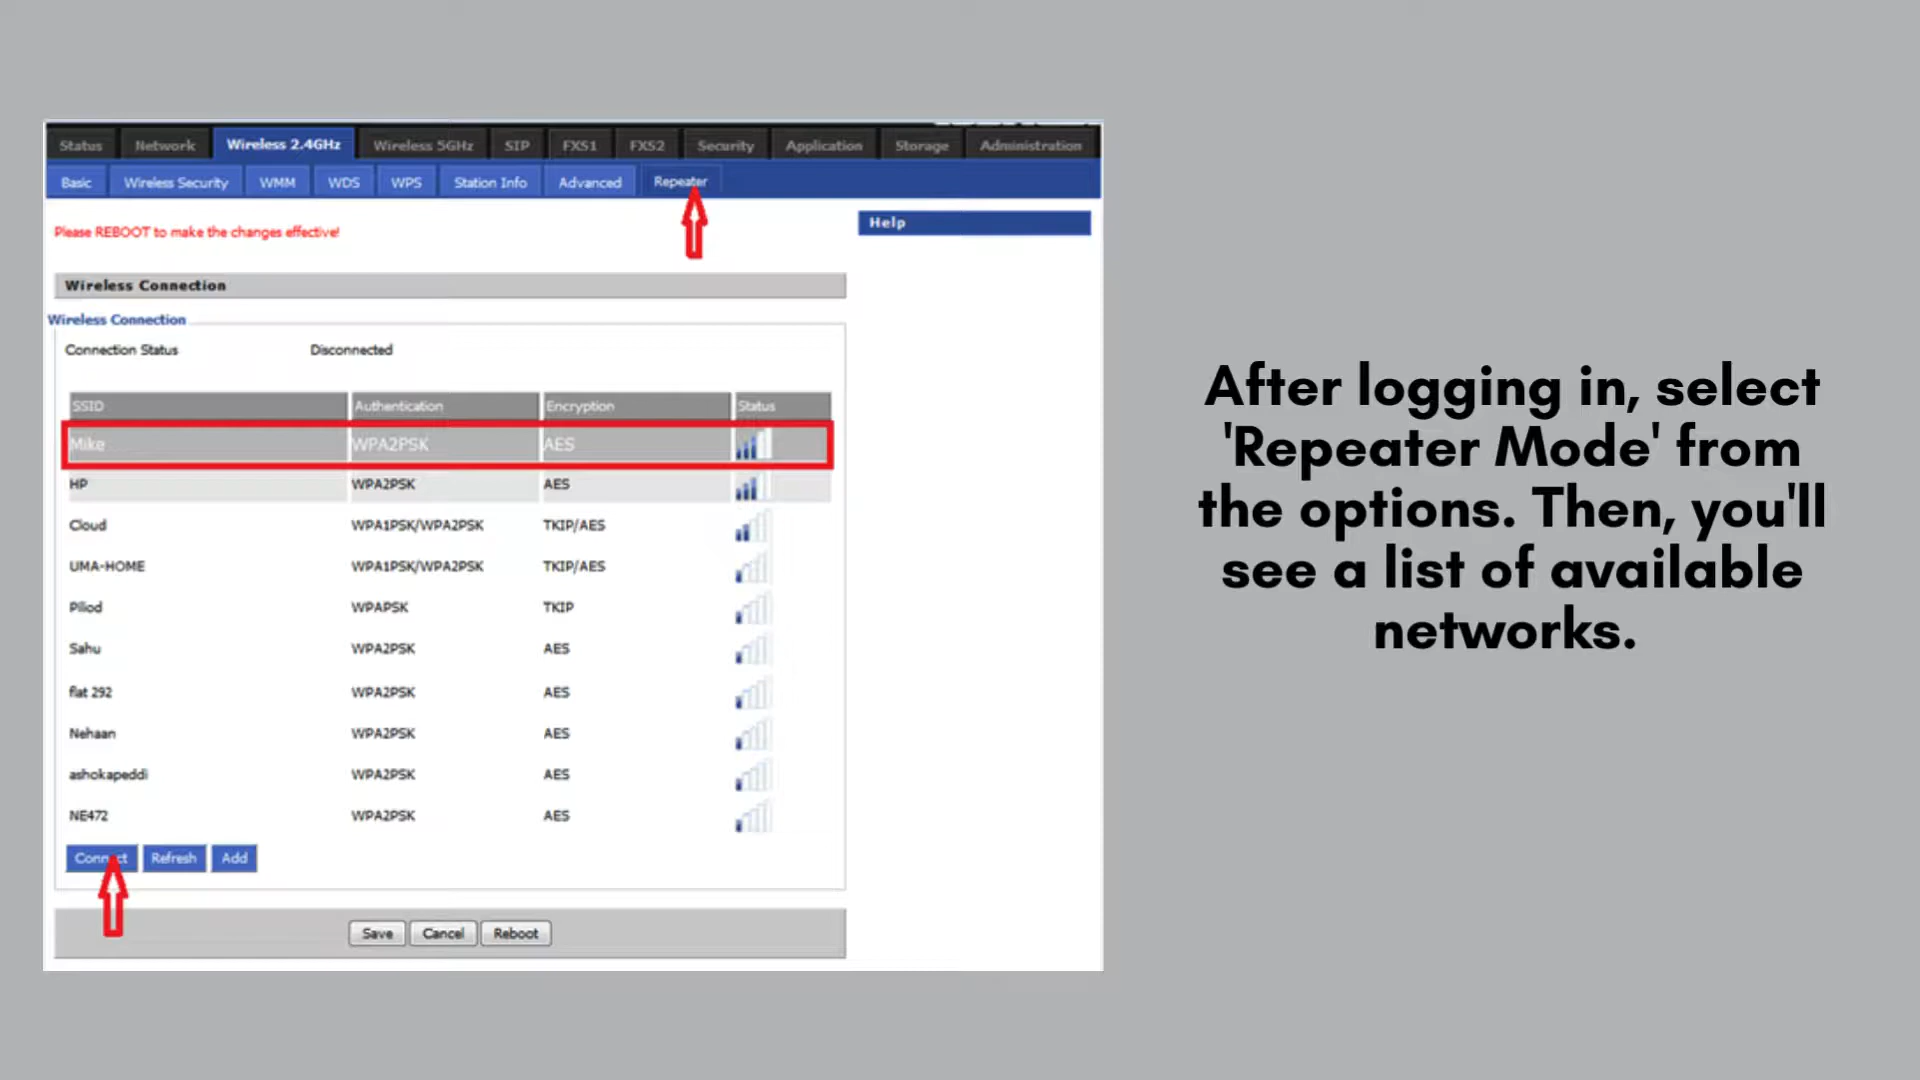 Status Network Wireless 2.4GHz Wireless 5GHz SIP FXS1 FXS2 Security Application Storage Administration
Basic Wireless Security WMM WDS WPS Station Info Advanced Repeater
Please REBOOT to make the changes effective!
Help
Wireless Connection
Wireless Connection
Connection Status Disconnected
SSID Authentication Encryption Status
Mike WPA2PSK AES
HP WPA2PSK AES
Cloud WPA1PSK/WPA2PSK TKIP/AES
UMA-HOME WPA1PSK/WPA2PSK TKIP/AES
Pllod WPAPSK TKIP
Sahu WPA2PSK AES
flat 292 WPA2PSK AES
Nehaan WPA2PSK AES
ashokapeddi WPA2PSK AES
NE472 WPA2PSK AES
Connect Refresh Add
Save Cancel Reboot
After logging in, select
'Repeater Mode' from
the options. Then, you'll
see a list of available
networks.